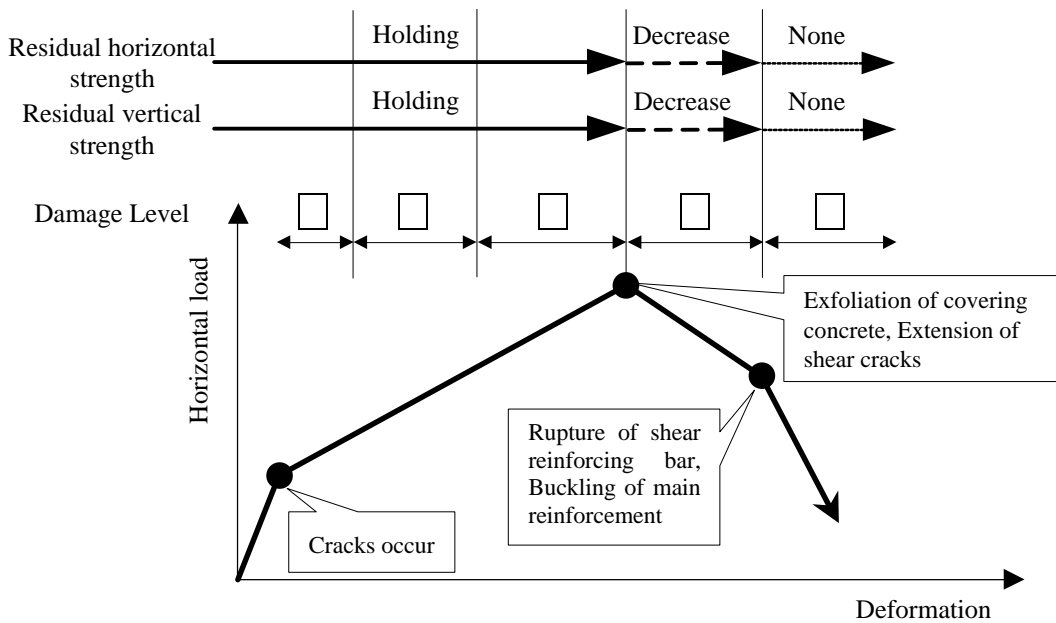 Residual horizontal
strength
Holding
Decrease
None
Residual vertical
strength
Holding
Decrease
None
Damage Level
Horizontal load
Exfoliation of covering
concrete, Extension of
shear cracks
Rupture of shear
reinforcing bar,
Buckling of main
reinforcement
Cracks occur
Deformation